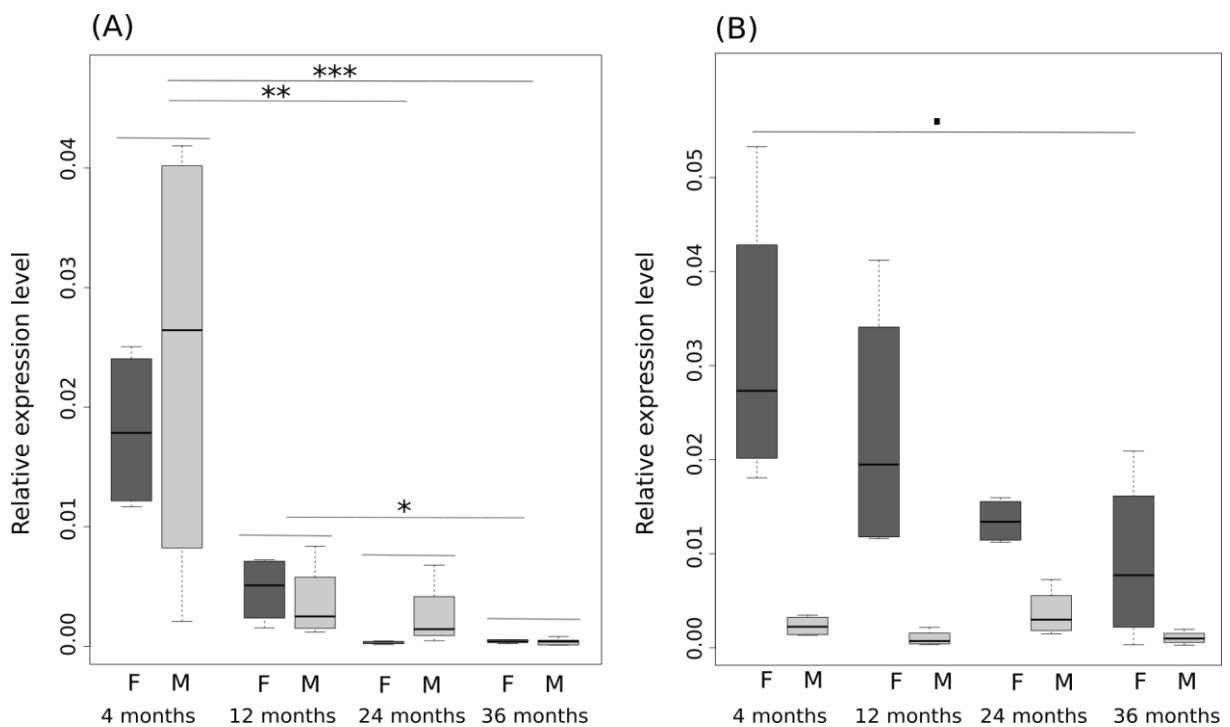 (A)
***
**
*
Relative expression level
0.04
0.03
0.02
0.01
0.00
F M F M F M F M
4 months 12 months 24 months 36 months
(B)
Relative expression level
0.05
0.04
0.03
0.02
0.01
0.00
F M F M F M F M
4 months 12 months 24 months 36 months